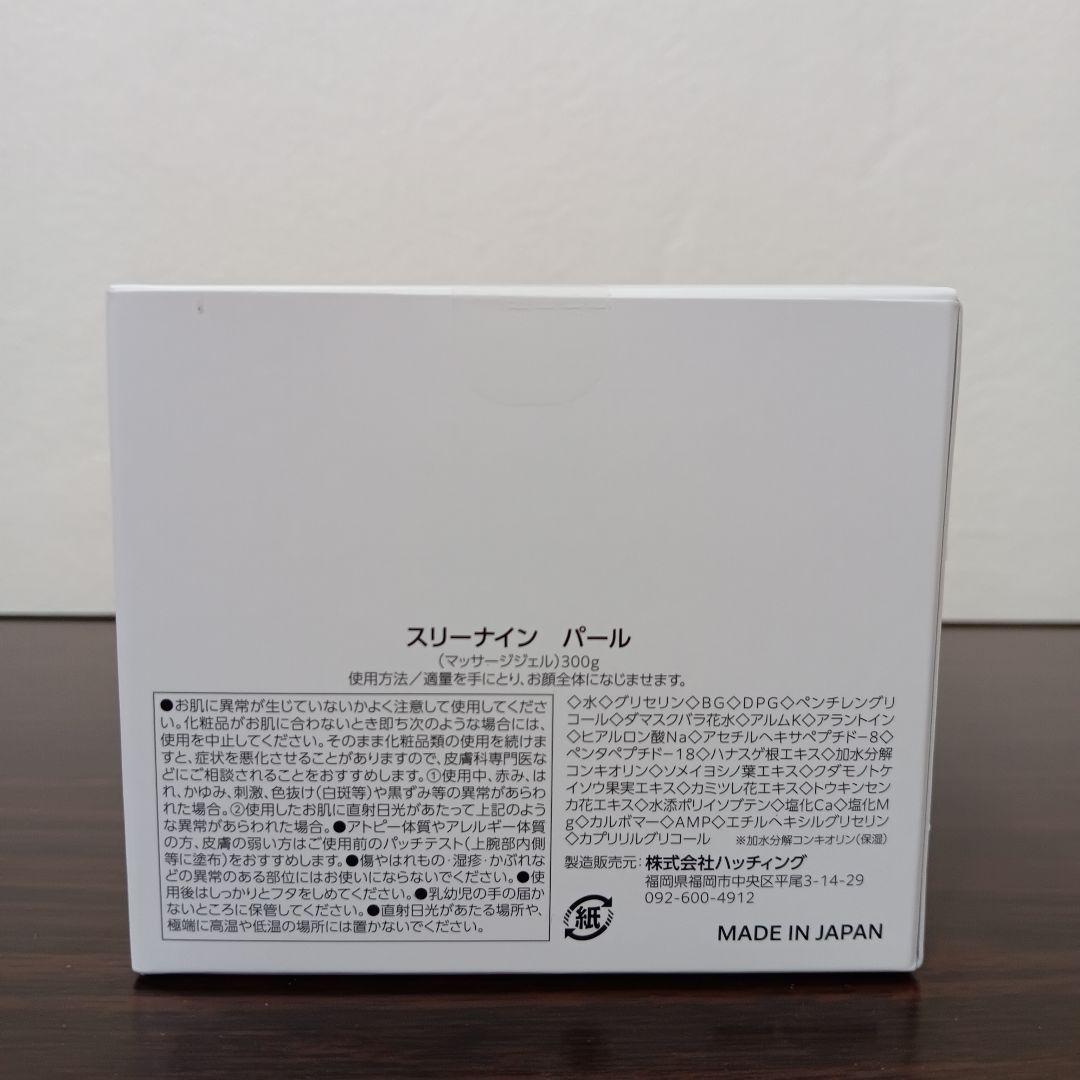 スリーナイン　パール
(マッサージジェル)300g
使用方法／適量を手にとり、お顔全体になじませます。
●お肌に異常が生じていないかよく注意して使用してくださ
い。化粧品がお肌に合わないとき即ち次のような場合には、
使用を中止してください。そのまま化粧品類の使用を続けま
すと、症状を悪化させることがありますので、皮膚科専門医な
どにご相談されることをおすすめします。①使用中、赤み、は
れ、かゆみ、刺激、色抜け(白斑等)や黒ずみ等の異常があらわ
れた場合。②使用したお肌に直射日光があたって上記のよう
な異常があらわれた場合。●アトピー体質やアレルギー体質
の方、皮膚の弱い方はご使用前のパッチテスト(上腕部内側
等に塗布)をおすすめします。●傷やはれもの・湿疹・かぶれな
どの異常のある部位にはお使いにならないでください。●使
用後はしっかりとフタをしめてください。●乳幼児の手の届か
ないところに保管してください。●直射日光があたる場所や、
極端に高温や低温の場所には置かないでください。
◇水◇グリセリン◇BG◇DPG◇ペンチレングリ
コール◇ダマスクバラ花水◇アルムK◇アラントイン
◇ヒアルロン酸Na◇アセチルヘキサペプチド-8◇
ペンタペプチド-18◇ハナスゲ根エキス◇加水分解
コンキオリン◇ソメイヨシノ葉エキス◇クダモノトケ
イソウ果実エキス◇カミツレ花エキス◇トウキンセン
カ花エキス◇水添ポリイソブテン◇塩化Ca◇塩化M
g◇カルボマー◇AMP◇エチルヘキシルグリセリン
◇カプリリルグリコール　※加水分解コンキオリン(保湿)
製造販売元: 株式会社ハッチィング
福岡県福岡市中央区平尾3-14-29
092-600-4912
紙
MADE IN JAPAN